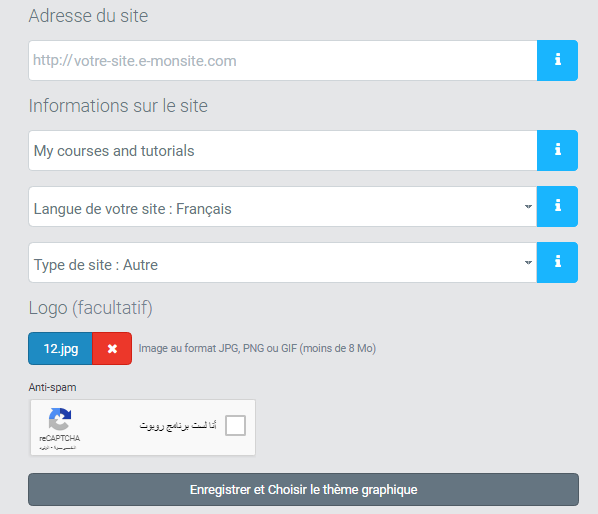 Adresse du site
http:// votre-site.e-monsite.com
Informations sur le site
My courses and tutorials
Langue de votre site : Français
Type de site : Autre
Logo (facultatif)
12.jpg Image au format JPG, PNG ou GIF (moins de 8 Mo)
Anti-spam
أنا لست برنامج روبوت
reCAPTCHA
الخصوصية - البنود
Enregistrer et Choisir le thème graphique